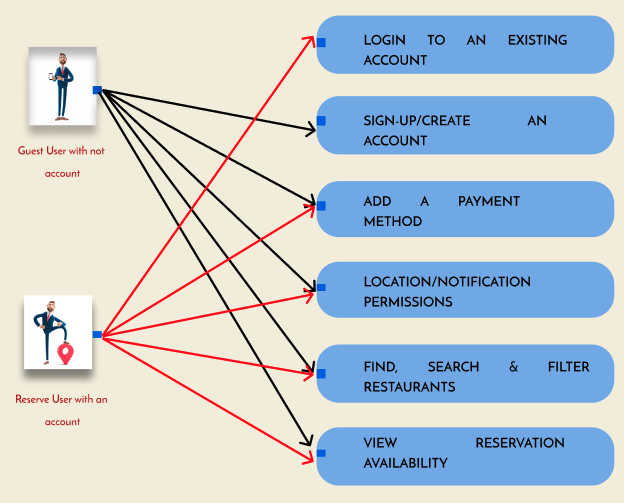 LOGIN TO AN EXISTING
ACCOUNT
SIGN-UP/CREATE AN
ACCOUNT
Guest User with not
account
ADD A PAYMENT
METHOD
LOCATION/NOTIFICATION
PERMISSIONS
FIND, SEARCH & FILTER
RESTAURANTS
Reserve User with an
account
VIEW RESERVATION
AVAILABILITY